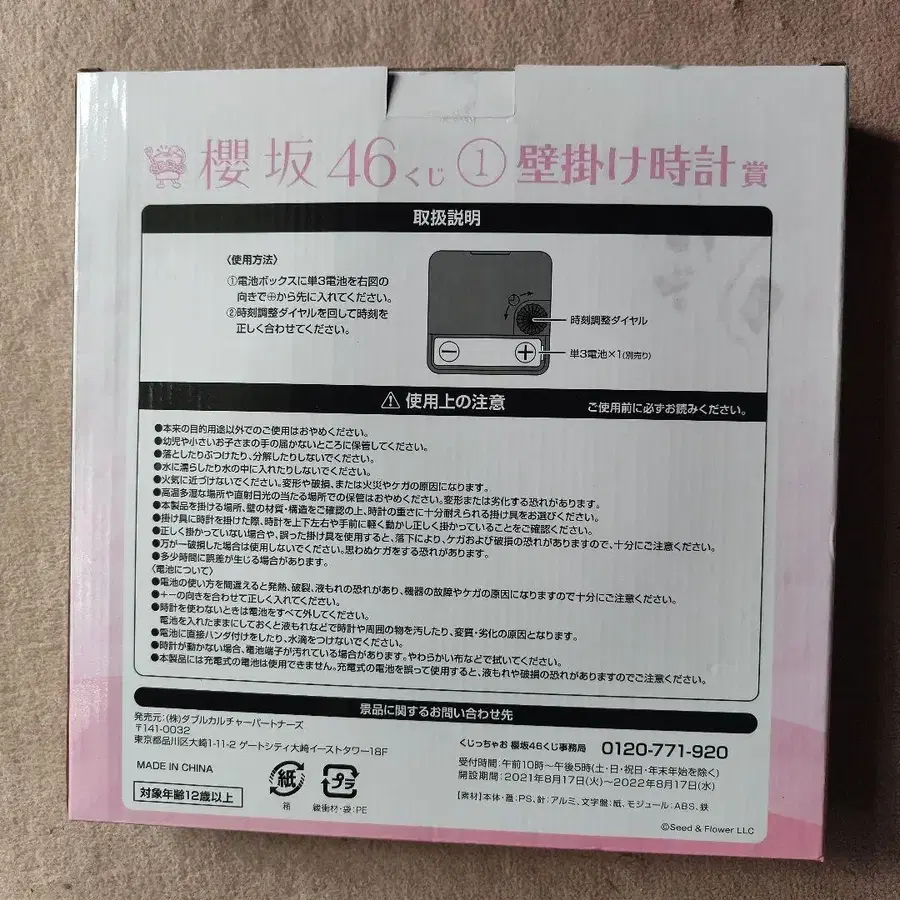 櫻坂46くじ ① 壁掛け時計賞
取扱説明
〈使用方法〉
①電池ボックスに単3電池を右図の
向きで⊕から先に入れてください。
②時刻調整ダイヤルを回して時刻を
正しく合わせてください。
時刻調整ダイヤル
− + 単3電池×1(別売り)
⚠ 使用上の注意 ご使用前に必ずお読みください。
●本来の目的用途以外でのご使用はおやめください。
●幼児や小さいお子さまの手の届かないところに保管してください。
●落としたりぶつけたり、分解したりしないでください。
●水に濡らしたり水の中に入れたりしないでください。
●火気に近づけないでください。変形や破損、または火災やケガの原因になります。
●高温多湿な場所や直射日光の当たる場所での保管はおやめください。変形または劣化する恐れがあります。
●本製品を掛ける場所、壁の材質・構造をご確認の上、時計の重さに十分耐えられる掛け具をお選びください。
●掛け具に時計を掛けた際、時計を上下左右や手前に軽く動かし正しく掛かっていることをご確認ください。
●正しく掛かっていない場合や、誤った掛け具を使用すると、落下により、ケガおよび破損の恐れがありますので、十分にご注意ください。
●万が一破損した場合は使用しないでください。思わぬケガをする恐れがあります。
●多少時間に誤差が生じる場合があります。
〈電池について〉
●電池の使い方を間違えると発熱、破裂、液もれの恐れがあり、機器の故障やケガの原因になりますので十分にご注意ください。
●+−の向きを合わせて正しく入れてください。
●時計を使わないときは電池をすべて外してください。
電池を入れたままにしておくと液もれなどで時計や周囲の物を汚したり、変質・劣化の原因となります。
●電池に直接ハンダ付けをしたり、水滴をつけないでください。
●時計が動かない場合、電池端子が汚れている場合があります。やわらかい布などで拭いてください。
●本製品には充電式の電池は使用できません。充電式の電池を誤って使用すると、液もれや破損の恐れがありますのでご注意ください。
景品に関するお問い合わせ先
発売元:(株)ダブルカルチャーパートナーズ
〒141-0032
東京都品川区大崎1-11-2 ゲートシティ大崎イーストタワー18F
MADE IN CHINA
対象年齢12歳以上
紙
箱
プラ
緩衝材・袋:PE
くじっちゃお 櫻坂46くじ事務局 0120-771-920
受付時間:午前10時〜午後5時(土・日・祝日・年末年始を除く)
開設期間:2021年8月17日(火)〜2022年8月17日(水)
【素材】本体・蓋:PS、針:アルミ、文字盤:紙、モジュール:ABS、鉄
©Seed & Flower LLC